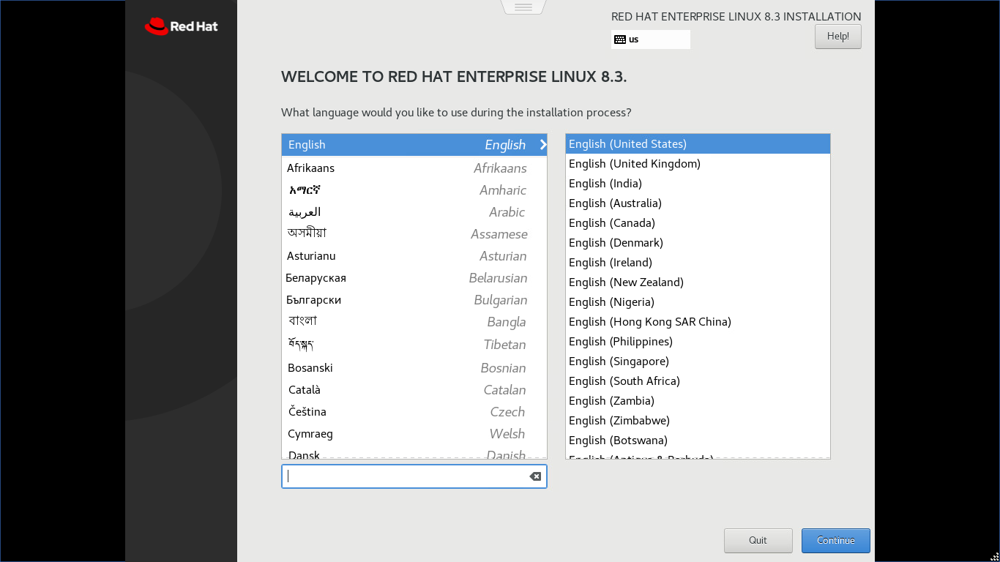 Red Hat
RED HAT ENTERPRISE LINUX 8.3 INSTALLATION
us
Help!
WELCOME TO RED HAT ENTERPRISE LINUX 8.3.
What language would you like to use during the installation process?
English English
Afrikaans Afrikaans
አማርኛ Amharic
العربية Arabic
অসমীয়া Assamese
Asturianu Asturian
Беларуская Belarusian
Български Bulgarian
বাংলা Bangla
བོད་སྐད་ Tibetan
Bosanski Bosnian
Català Catalan
Čeština Czech
Cymraeg Welsh
Dansk Danish
English (United States)
English (United Kingdom)
English (India)
English (Australia)
English (Canada)
English (Denmark)
English (Ireland)
English (New Zealand)
English (Nigeria)
English (Hong Kong SAR China)
English (Philippines)
English (Singapore)
English (South Africa)
English (Zambia)
English (Zimbabwe)
English (Botswana)
English (Antigua & Barbuda)
Quit
Continue